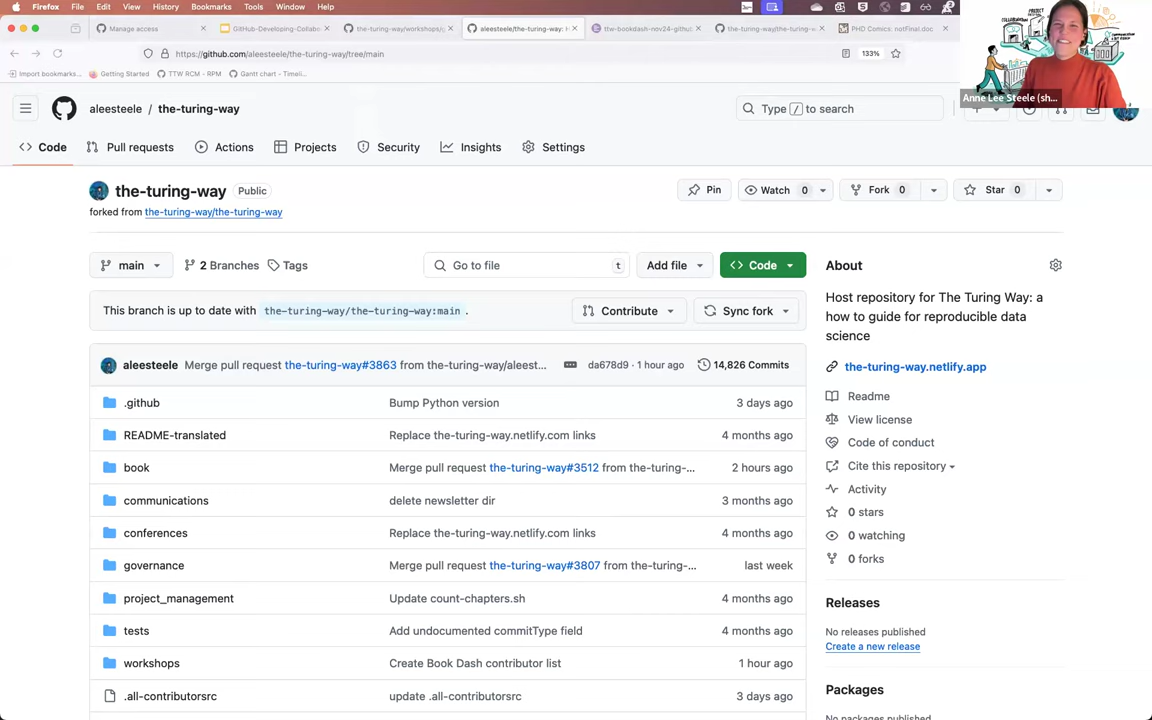 Firefox File Edit View History Bookmarks Tools Window Help
Manage access
GitHub-Developing-Collabo
the-turing-way/workshops/
aleesteele/the-turing-way:
ttw-bookdash-nov24-github
the-turing-way/the-turing-w
PHD Comics: notFinal.doc
https://github.com/aleesteele/the-turing-way/tree/main
133%
Import bookmarks...
Getting Started
TTW RCM - RPM
Gantt chart - Timeli...
Anne Lee Steele (sh...
aleesteele / the-turing-way
Type / to search
Code
Pull requests
Actions
Projects
Security
Insights
Settings
the-turing-way Public
Pin
Watch 0
Fork 0
Star 0
forked from the-turing-way/the-turing-way
main
2 Branches
Tags
Go to file t
Add file
Code
This branch is up to date with the-turing-way/the-turing-way:main .
Contribute
Sync fork
aleesteele Merge pull request the-turing-way#3863 from the-turing-way/aleest... da678d9 · 1 hour ago 14,826 Commits
.github Bump Python version 3 days ago
README-translated Replace the-turing-way.netlify.com links 4 months ago
book Merge pull request the-turing-way#3512 from the-turing-... 2 hours ago
communications delete newsletter dir 3 months ago
conferences Replace the-turing-way.netlify.com links 4 months ago
governance Merge pull request the-turing-way#3807 from the-turing-... last week
project_management Update count-chapters.sh 4 months ago
tests Add undocumented commitType field 4 months ago
workshops Create Book Dash contributor list 1 hour ago
.all-contributorsrc update .all-contributorsrc 3 days ago
About
Host repository for The Turing Way: a
how to guide for reproducible data
science
the-turing-way.netlify.app
Readme
View license
Code of conduct
Cite this repository
Activity
0 stars
0 watching
0 forks
Releases
No releases published
Create a new release
Packages
No packages published